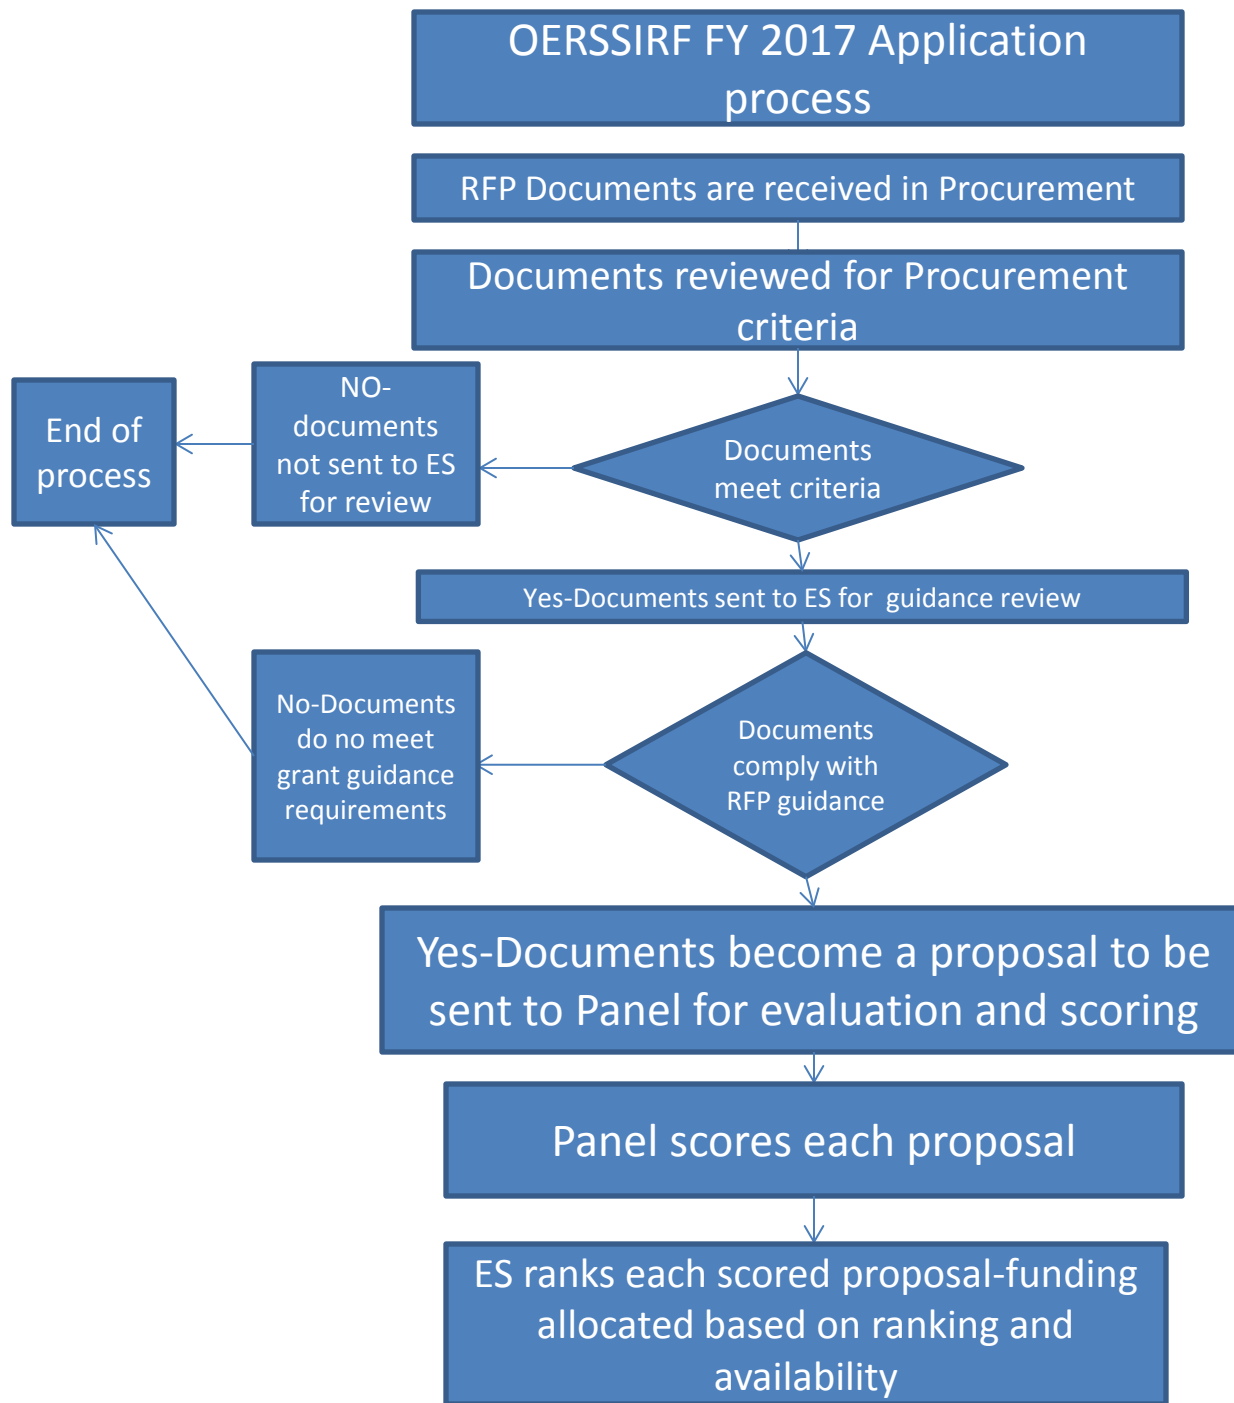 OERSSIRF FY 2017 Application
process
RFP Documents are received in Procurement
Documents reviewed for Procurement
criteria
NO-
documents
not sent to ES
for review
End of
process
Documents
meet criteria
Yes-Documents sent to ES for guidance review
No-Documents
do no meet
grant guidance
requirements
Documents
comply with
RFP guidance
Yes-Documents become a proposal to be
sent to Panel for evaluation and scoring
Panel scores each proposal
ES ranks each scored proposal-funding
allocated based on ranking and
availability